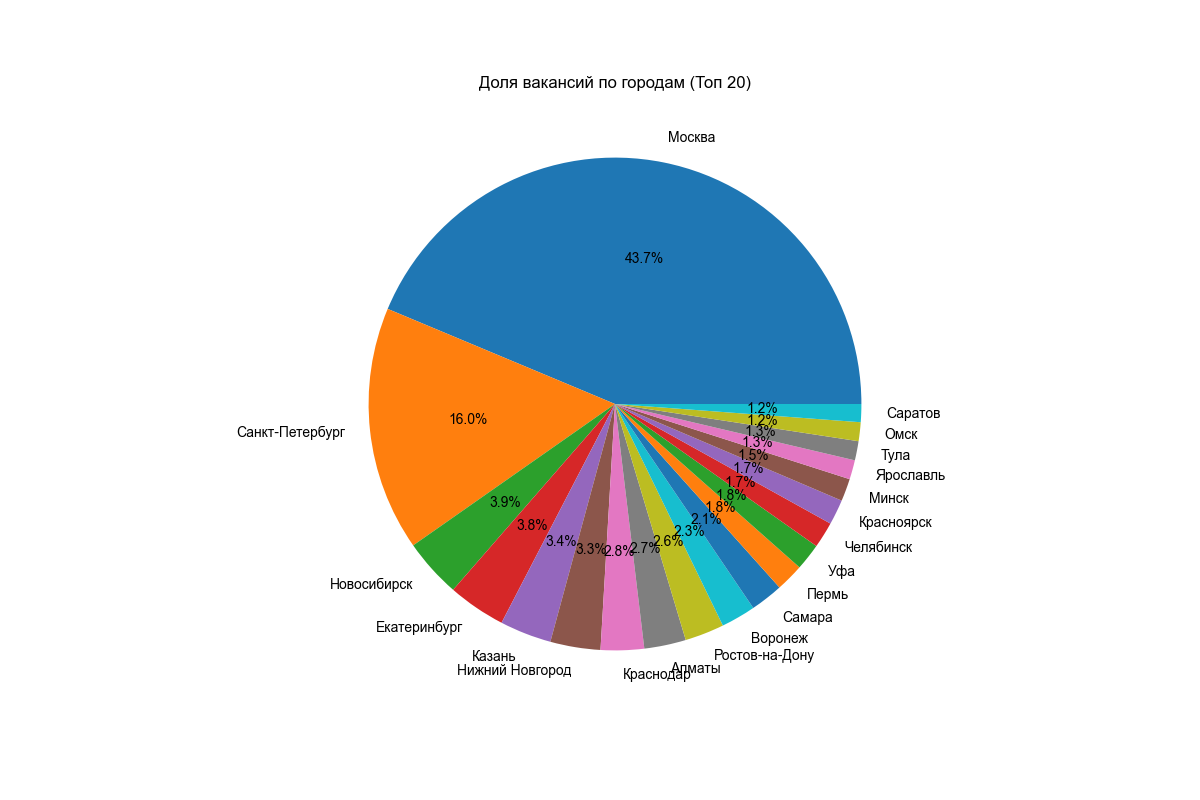 Доля вакансий по городам (Топ 20)
Москва
43.7%
Санкт-Петербург
16.0%
Новосибирск
3.9%
Екатеринбург
3.8%
Казань
3.4%
Нижний Новгород
3.3%
Краснодар
2.8%
Алматы
2.7%
Ростов-на-Дону
2.6%
Воронеж
2.3%
Самара
2.1%
Пермь
1.8%
Уфа
1.8%
Челябинск
1.7%
Красноярск
1.7%
Минск
1.5%
Ярославль
1.3%
Тула
1.3%
Омск
1.2%
Саратов
1.2%